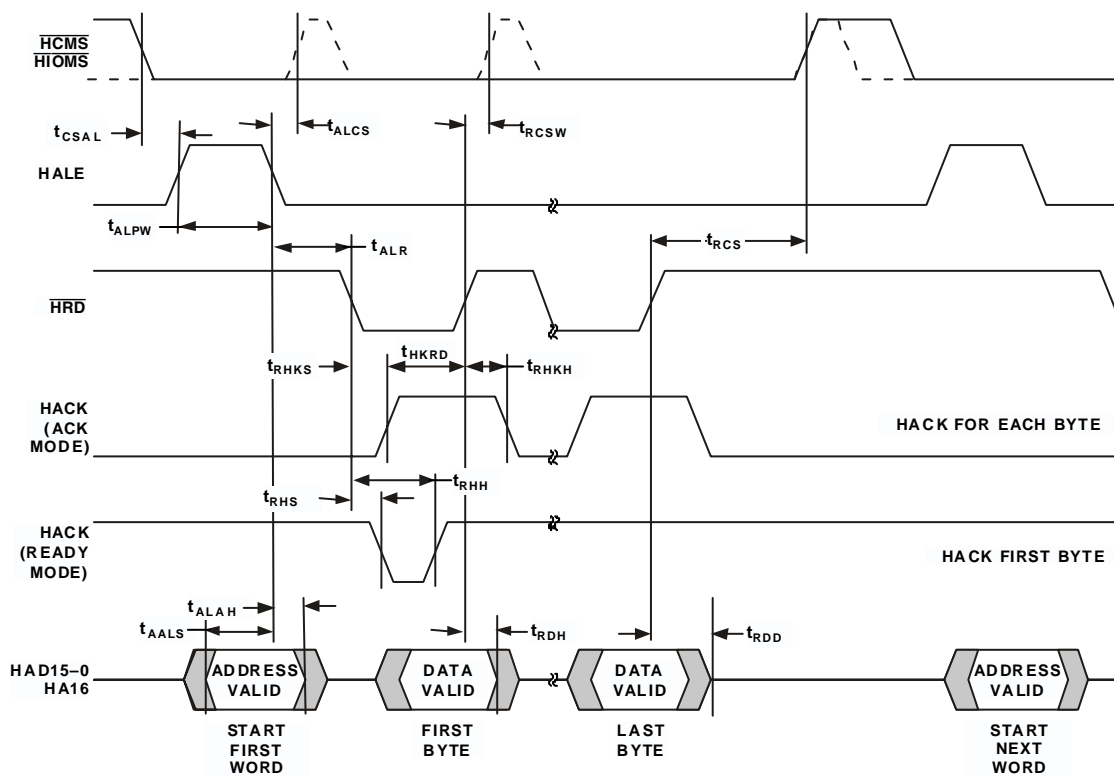 HCMS
HIOMS
tCSAL
tALCS
tRCSW
HALE
tALPW
tALR
tRCS
HRD
tRHKS
tHKRD
tRHKH
HACK
(ACK
MODE)
HACK FOR EACH BYTE
tRHS
tRHH
HACK
(READY
MODE)
HACK FIRST BYTE
tALAH
tAALS
tRDH
tRDD
HAD15–0
HA16
ADDRESS
VALID
DATA
VALID
DATA
VALID
ADDRESS
VALID
START
FIRST
WORD
FIRST
BYTE
LAST
BYTE
START
NEXT
WORD